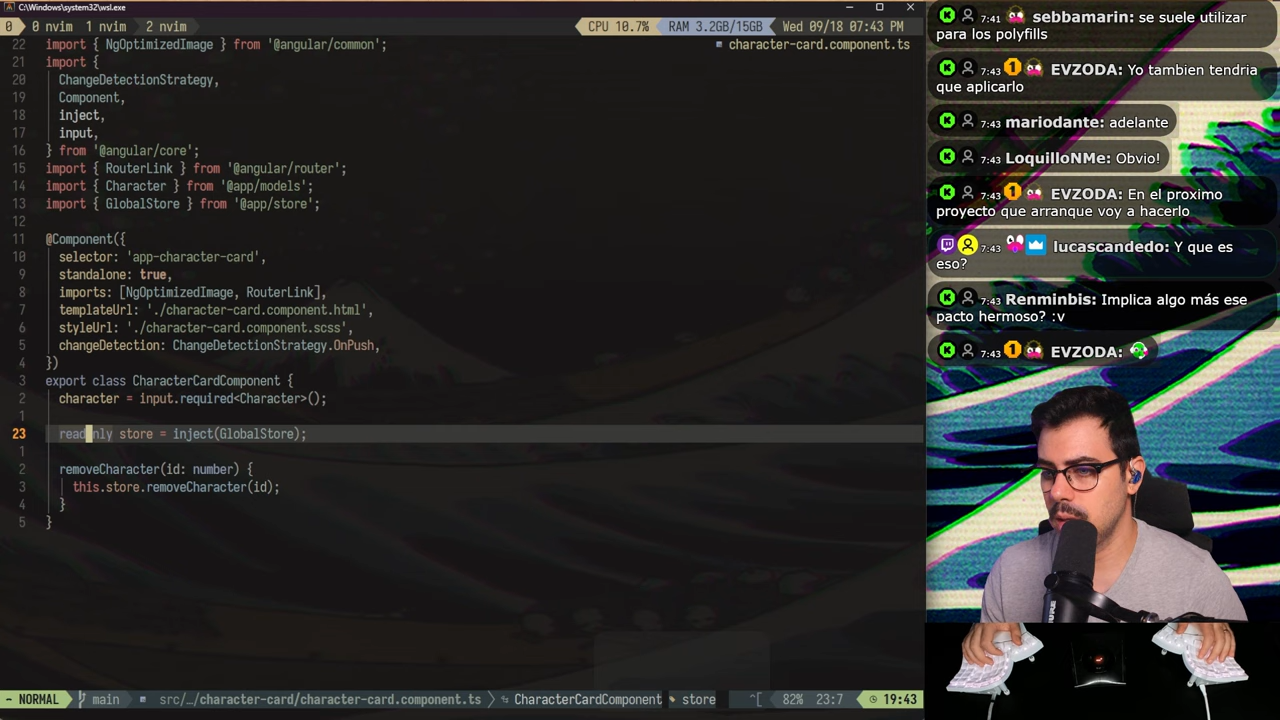 C:\Windows\system32\wsl.exe
0 0 nvim 1 nvim 2 nvim
CPU 10.7% RAM 3.2GB/15GB Wed 09/18 07:43 PM
character-card.component.ts
22 import { NgOptimizedImage } from '@angular/common';
21 import {
20 ChangeDetectionStrategy,
19 Component,
18 inject,
17 input,
16 } from '@angular/core';
15 import { RouterLink } from '@angular/router';
14 import { Character } from '@app/models';
13 import { GlobalStore } from '@app/store';
12
11 @Component({
10 selector: 'app-character-card',
9 standalone: true,
8 imports: [NgOptimizedImage, RouterLink],
7 templateUrl: './character-card.component.html',
6 styleUrl: './character-card.component.scss',
5 changeDetection: ChangeDetectionStrategy.OnPush,
4 })
3 export class CharacterCardComponent {
2 character = input.required<Character>();
1
23 readonly store = inject(GlobalStore);
1
2 removeCharacter(id: number) {
3 this.store.removeCharacter(id);
4 }
5 }
- NORMAL main src/…/character-card/character-card.component.ts CharacterCardComponent store ^[ 82% 23:7 19:43
7:41 sebbamarin: se suele utilizar
para los polyfills
7:43 1 EVZODA: Yo tambien tendria
que aplicarlo
7:43 mariodante: adelante
7:43 LoquilloNMe: Obvio!
7:43 1 EVZODA: En el proximo
proyecto que arranque voy a hacerlo
7:43 lucascandedo: Y que es
eso?
7:43 Renminbis: Implica algo más ese
pacto hermoso? :v
7:43 1 EVZODA: